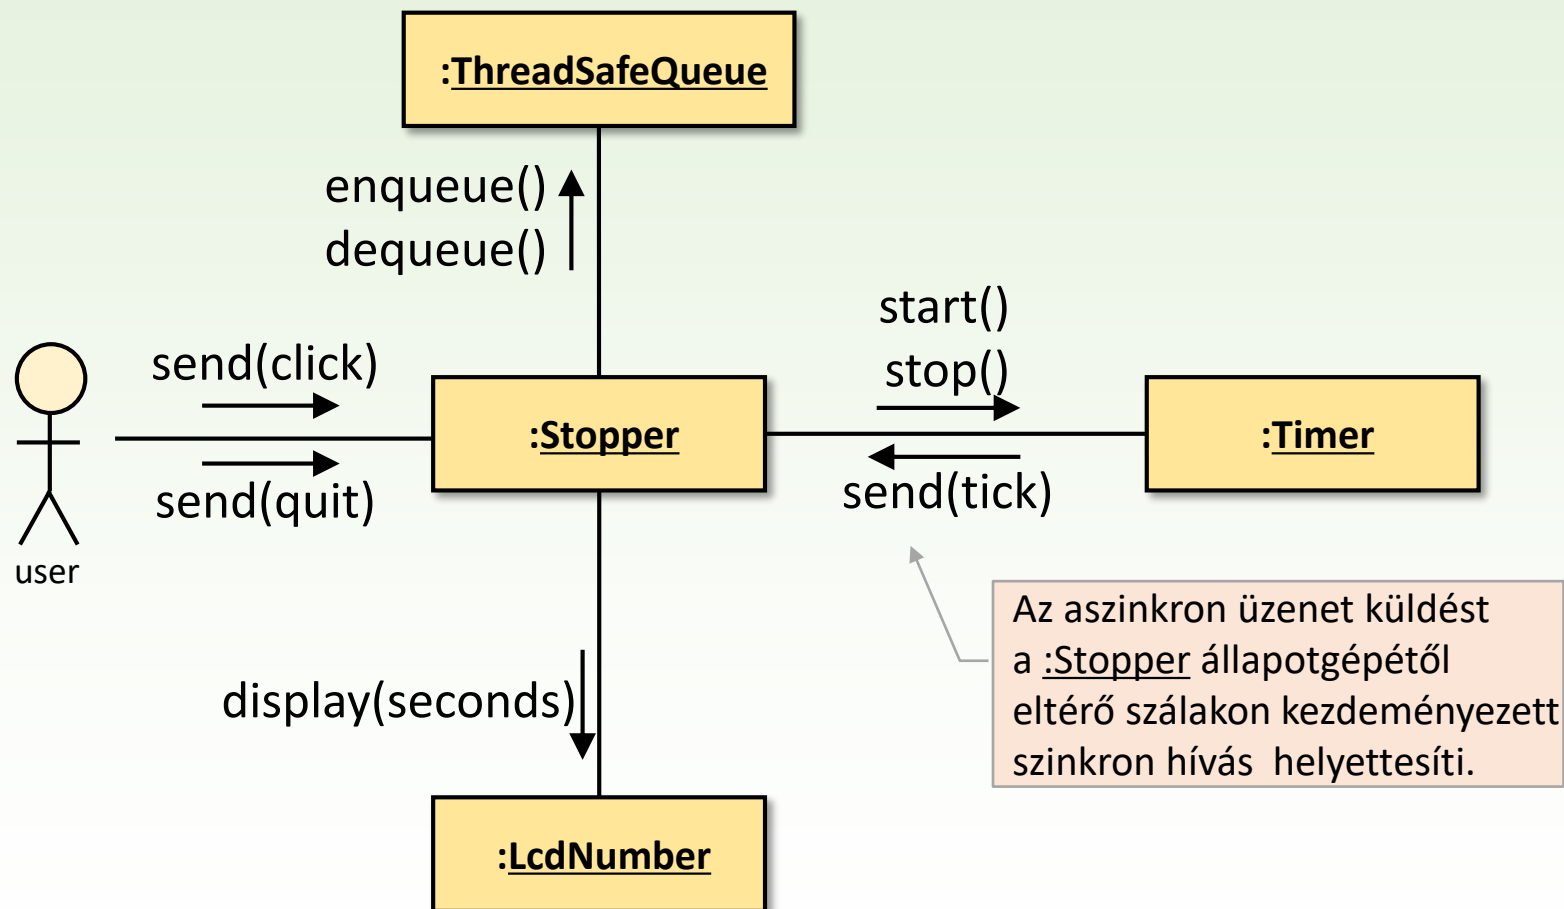 :ThreadSafeQueue
enqueue()
dequeue()
start()
send(click)
stop()
:Stopper
:Timer
send(quit)
send(tick)
user
Az aszinkron üzenet küldést
a :Stopper állapotgépétől
eltérő szálakon kezdeményezett
szinkron hívás helyettesíti.
display(seconds)
:LcdNumber